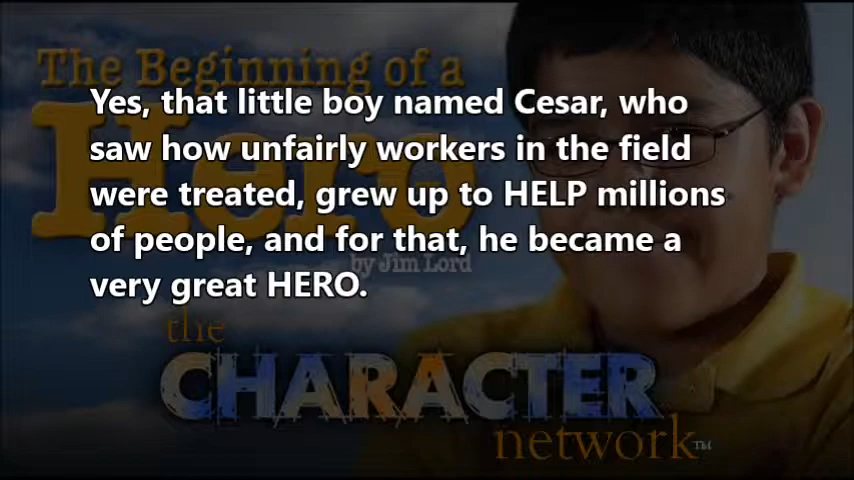 The Beginning of a
Hero
by Jim Lord
Yes, that little boy named Cesar, who
saw how unfairly workers in the field
were treated, grew up to HELP millions
of people, and for that, he became a
very great HERO.
the
CHARACTER
network™